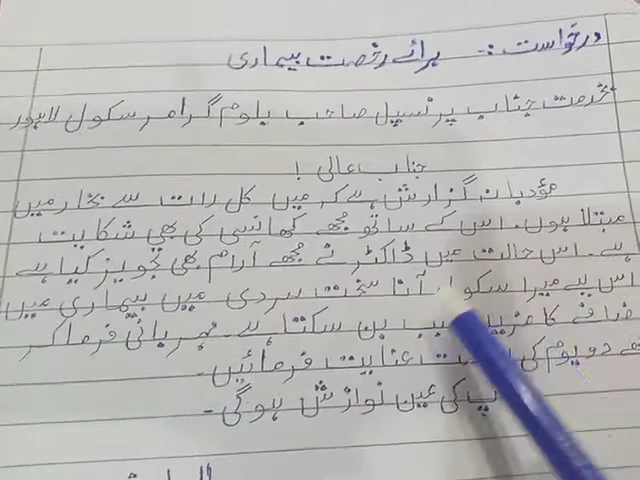 درخواست :- برائے رخصت بیماری
بخدمت جناب پرنسپل صاحب بلوم گرامر سکول لاہور
جناب عالی !
مؤدبانہ گزارش ہے کہ میں کل رات سے بخار میں
مبتلا ہوں۔ اس کے ساتھ مجھے کھانسی کی بھی شکایت
ہے۔ اس حالت میں ڈاکٹر نے مجھے آرام بھی تجویز کیا ہے
اس لیے میرا سکول آنا سخت سردی میں بیماری میں
اضافے کا مزید سبب بن سکتا ہے۔ مہربانی فرما کر
دو یوم کی عنایت فرمائیں۔
کی عین نوازش ہوگی۔